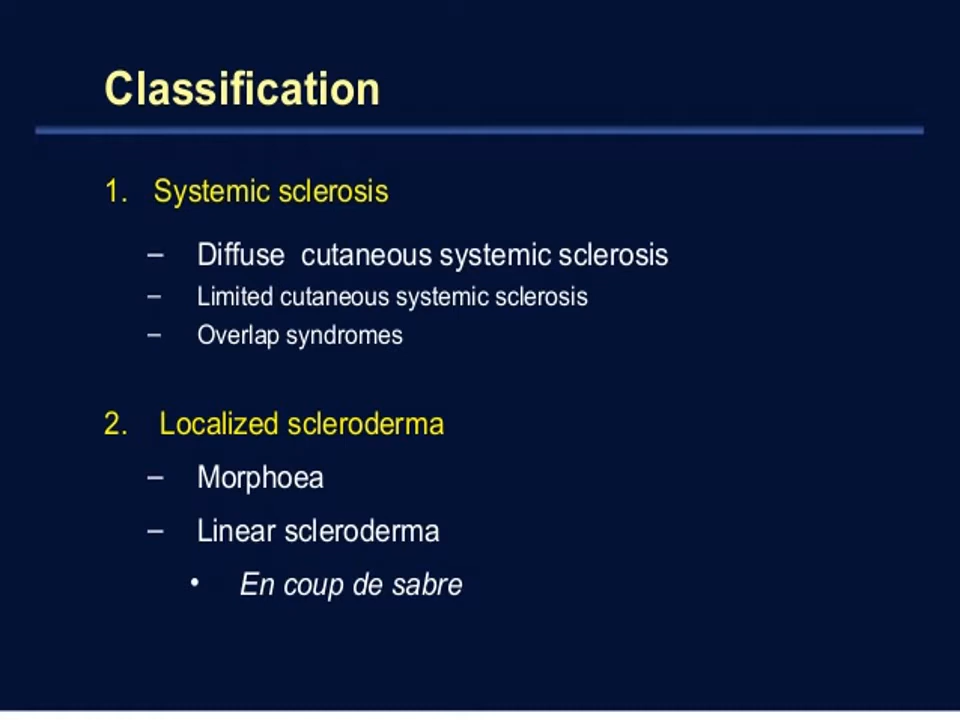 Classification
1. Systemic sclerosis
– Diffuse cutaneous systemic sclerosis
– Limited cutaneous systemic sclerosis
– Overlap syndromes
2. Localized scleroderma
– Morphoea
– Linear scleroderma
• En coup de sabre